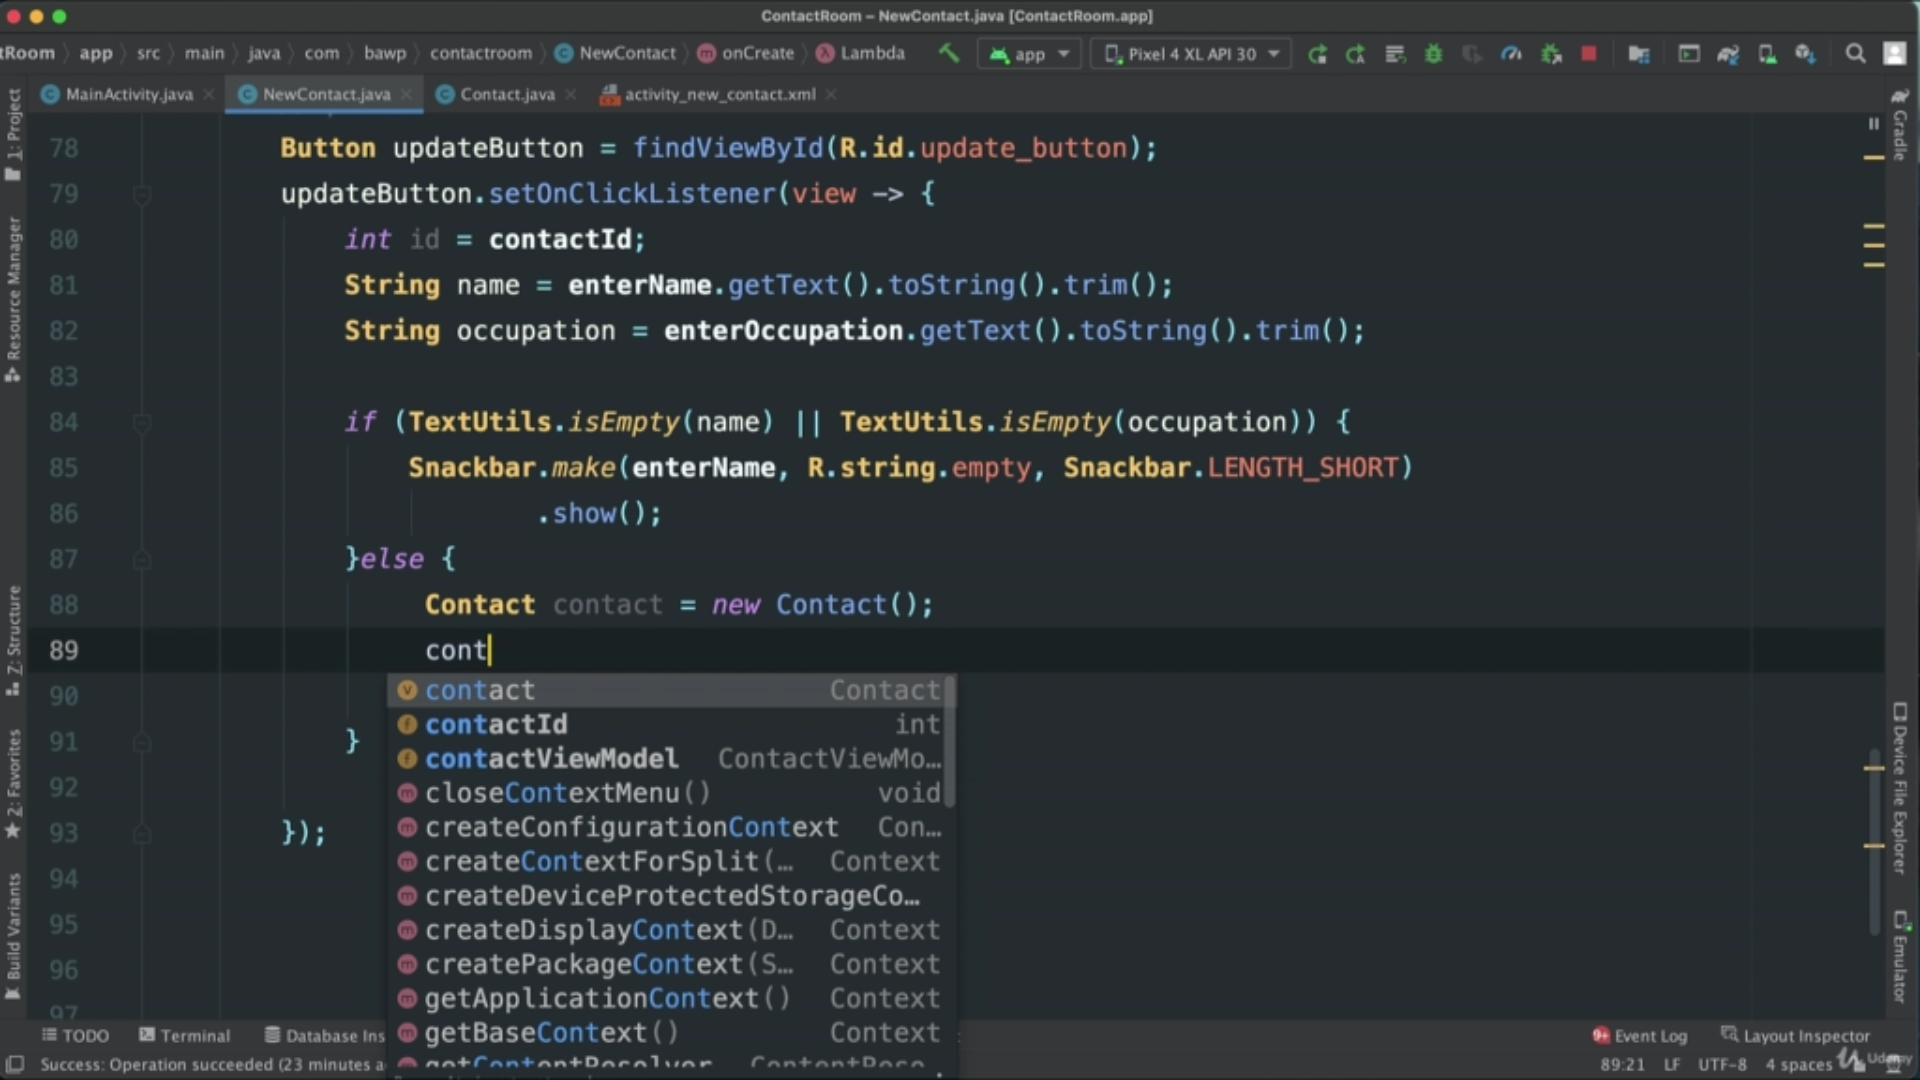 ContactRoom – NewContact.java [ContactRoom.app]
tRoom app src main java com bawp contactroom NewContact onCreate Lambda app Pixel 4 XL API 30
MainActivity.java NewContact.java Contact.java activity_new_contact.xml
1: Project
Resource Manager
Z: Structure
2: Favorites
Build Variants
78 Button updateButton = findViewById(R.id.update_button);
79 updateButton.setOnClickListener(view -> {
80 int id = contactId;
81 String name = enterName.getText().toString().trim();
82 String occupation = enterOccupation.getText().toString().trim();
83
84 if (TextUtils.isEmpty(name) || TextUtils.isEmpty(occupation)) {
85 Snackbar.make(enterName, R.string.empty, Snackbar.LENGTH_SHORT)
86 .show();
87 }else {
88 Contact contact = new Contact();
89 cont
90
91 }
92
93 });
94
95
96
97
contact Contact
contactId int
contactViewModel ContactViewMo…
closeContextMenu() void
createConfigurationContext Con…
createContextForSplit(… Context
createDeviceProtectedStorageCo…
createDisplayContext(D… Context
createPackageContext(S… Context
getApplicationContext() Context
getBaseContext() Context
getContentResolver ContentReso
Gradle
Device File Explorer
Emulator
TODO Terminal Database Ins Event Log Layout Inspector
Success: Operation succeeded (23 minutes a 89:21 LF UTF-8 4 spaces
Udemy